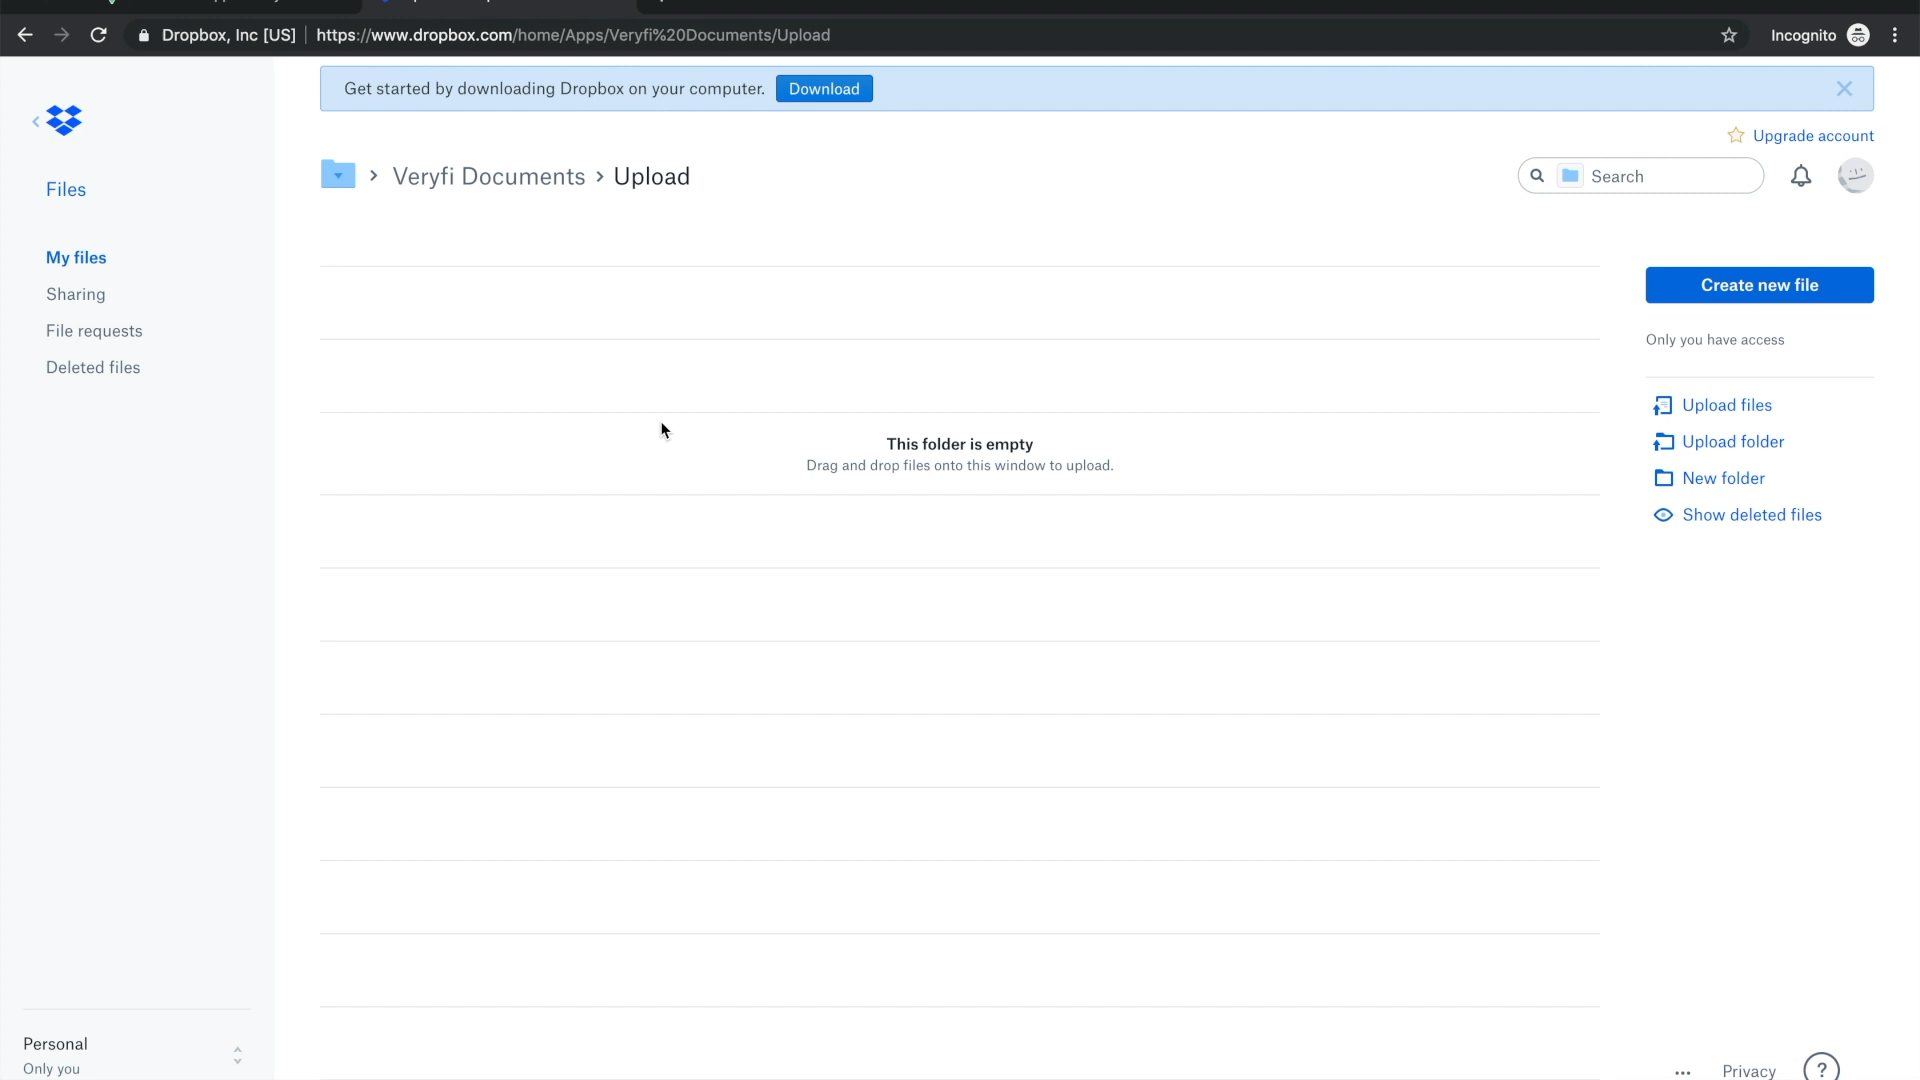 Dropbox, Inc [US] https://www.dropbox.com/home/Apps/Veryfi%20Documents/Upload Incognito
Get started by downloading Dropbox on your computer. Download
Upgrade account
Veryfi Documents > Upload
Search
Files
My files
Sharing
File requests
Deleted files
Create new file
Only you have access
Upload files
Upload folder
New folder
Show deleted files
This folder is empty
Drag and drop files onto this window to upload.
Personal
Only you
... Privacy ?